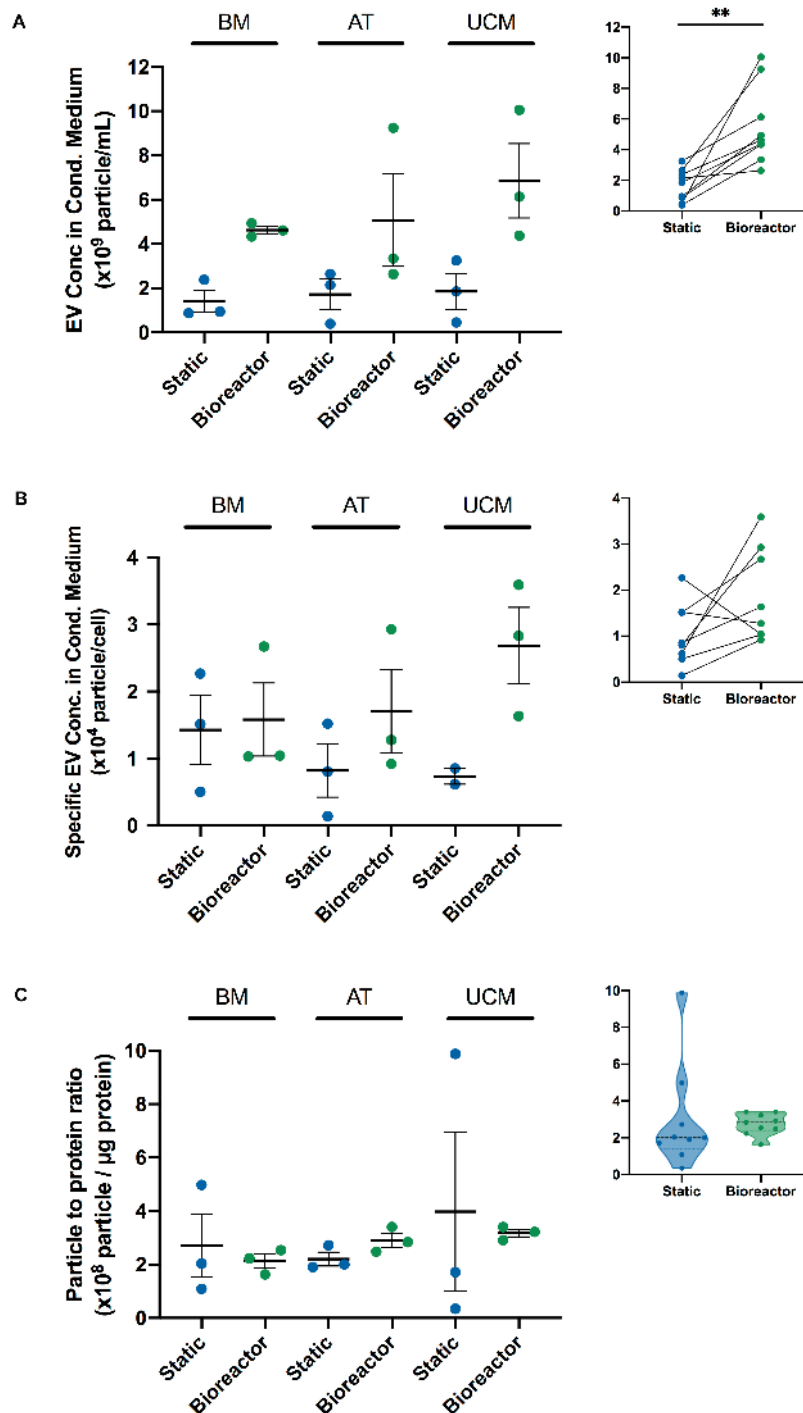 A
BM AT UCM
EV Conc in Cond. Medium
(x10⁹ particle/mL)
12
10
8
6
4
2
0
Static Bioreactor Static Bioreactor Static Bioreactor
**
12
10
8
6
4
2
0
Static Bioreactor
B
BM AT UCM
Specific EV Conc. in Cond. Medium
(x10⁴ particle/cell)
4
3
2
1
0
Static Bioreactor Static Bioreactor Static Bioreactor
4
3
2
1
0
Static Bioreactor
C
BM AT UCM
Particle to protein ratio
(x10⁸ particle / µg protein)
10
8
6
4
2
0
Static Bioreactor Static Bioreactor Static Bioreactor
10
8
6
4
2
0
Static Bioreactor